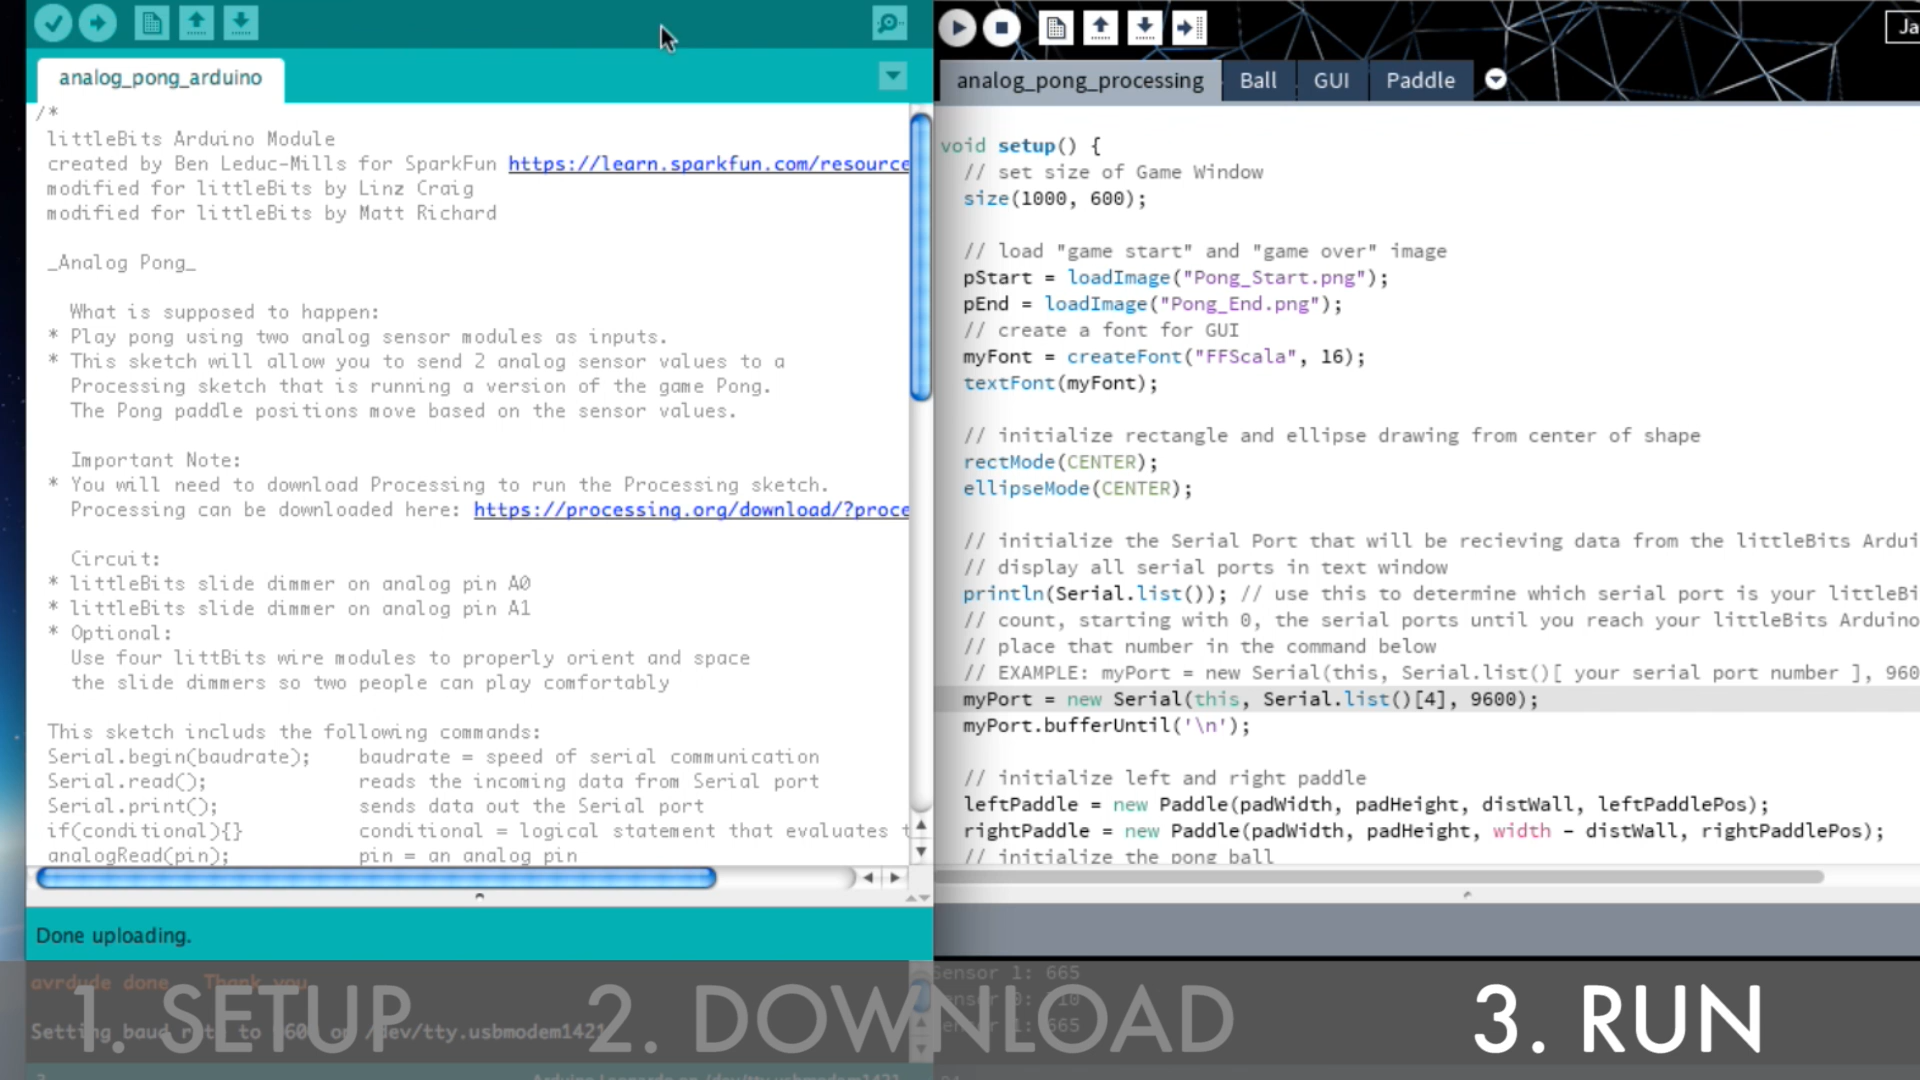 analog_pong_arduino
/*
littleBits Arduino Module
created by Ben Leduc-Mills for SparkFun https://learn.sparkfun.com/resource
modified for littleBits by Linz Craig
modified for littleBits by Matt Richard
_Analog Pong_
What is supposed to happen:
* Play pong using two analog sensor modules as inputs.
* This sketch will allow you to send 2 analog sensor values to a
Processing sketch that is running a version of the game Pong.
The Pong paddle positions move based on the sensor values.
Important Note:
* You will need to download Processing to run the Processing sketch.
Processing can be downloaded here: https://processing.org/download/?proce
Circuit:
* littleBits slide dimmer on analog pin A0
* littleBits slide dimmer on analog pin A1
* Optional:
Use four littBits wire modules to properly orient and space
the slide dimmers so two people can play comfortably
This sketch includs the following commands:
Serial.begin(baudrate); baudrate = speed of serial communication
Serial.read(); reads the incoming data from Serial port
Serial.print(); sends data out the Serial port
if(conditional){} conditional = logical statement that evaluates t
analogRead(pin); pin = an analog pin
Done uploading.
avrdude done. Thank you.
Setting baud rate to 9600 on /dev/tty.usbmodem1421
Ja
analog_pong_processing Ball GUI Paddle
void setup() {
// set size of Game Window
size(1000, 600);
// load "game start" and "game over" image
pStart = loadImage("Pong_Start.png");
pEnd = loadImage("Pong_End.png");
// create a font for GUI
myFont = createFont("FFScala", 16);
textFont(myFont);
// initialize rectangle and ellipse drawing from center of shape
rectMode(CENTER);
ellipseMode(CENTER);
// initialize the Serial Port that will be recieving data from the littleBits Ardui
// display all serial ports in text window
println(Serial.list()); // use this to determine which serial port is your littleBi
// count, starting with 0, the serial ports until you reach your littleBits Arduino
// place that number in the command below
// EXAMPLE: myPort = new Serial(this, Serial.list()[ your serial port number ], 960
myPort = new Serial(this, Serial.list()[4], 9600);
myPort.bufferUntil('\n');
// initialize left and right paddle
leftPaddle = new Paddle(padWidth, padHeight, distWall, leftPaddlePos);
rightPaddle = new Paddle(padWidth, padHeight, width - distWall, rightPaddlePos);
// initialize the pong ball
Sensor 1: 665
1. SETUP 2. DOWNLOAD 3. RUN